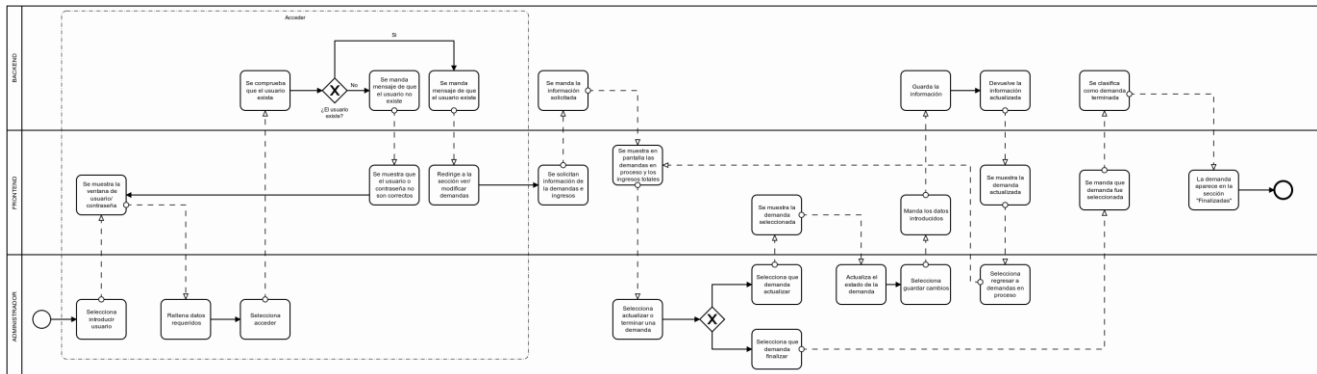 Acceder
BACKEND
Se comprueba
que el usuario
exista
Si
No
¿El usuario
existe?
Se manda
mensaje de que
el usuario no
existe
Se manda
mensaje de que
el usuario existe
Se manda la
información
solicitada
Guarda la
información
Devuelve la
información
actualizada
Se clasifica
como demanda
terminada
FRONTEND
Se muestra la
ventana de
usuario/
contraseña
Se muestra que
el usuario o
contraseña no
son correctos
Redirige a la
sección ver/
modificar
demandas
Se solicitan
información de
la demandas e
ingresos
Se muestra en
pantalla las
demandas en
proceso y los
ingresos totales
Se muestra la
demanda
seleccionada
Manda los datos
introducidos
Se muestra la
demanda
actualizada
Se manda que
demanda fue
seleccionada
La demanda
aparece en la
sección
"Finalizadas"
ADMINISTRADOR
Selecciona
introducir
usuario
Rellena datos
requeridos
Selecciona
acceder
Selecciona
actualizar o
terminar una
demanda
Selecciona que
demanda
actualizar
Selecciona que
demanda
finalizar
Actualiza el
estado de la
demanda
Selecciona
guardar cambios
Selecciona
regresar a
demandas en
proceso